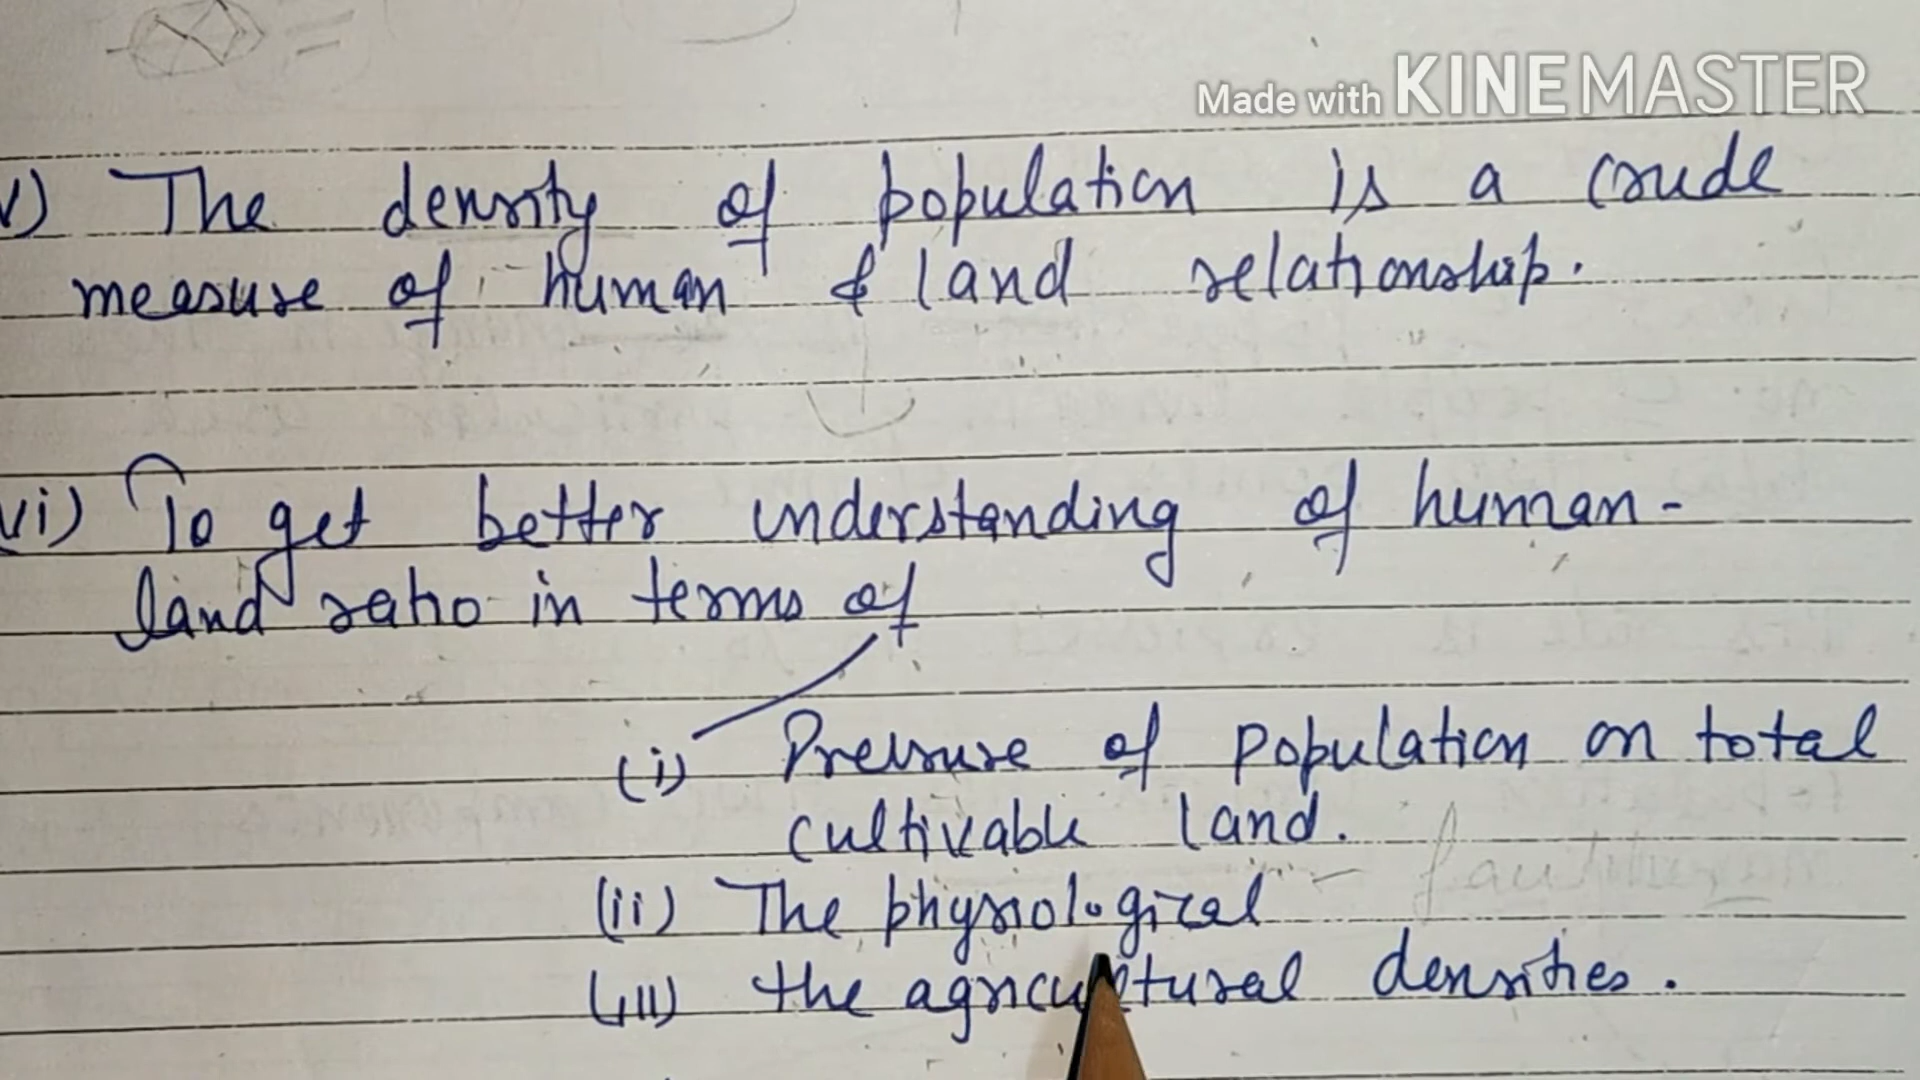 Made with KINEMASTER
v) The density of population is a crude
measure of human & land relationship.
vi) To get better understanding of human-
land ratio in terms of
(i) Pressure of population on total
cultivable land.
(ii) The physiological
(iii) the agricultural densities.